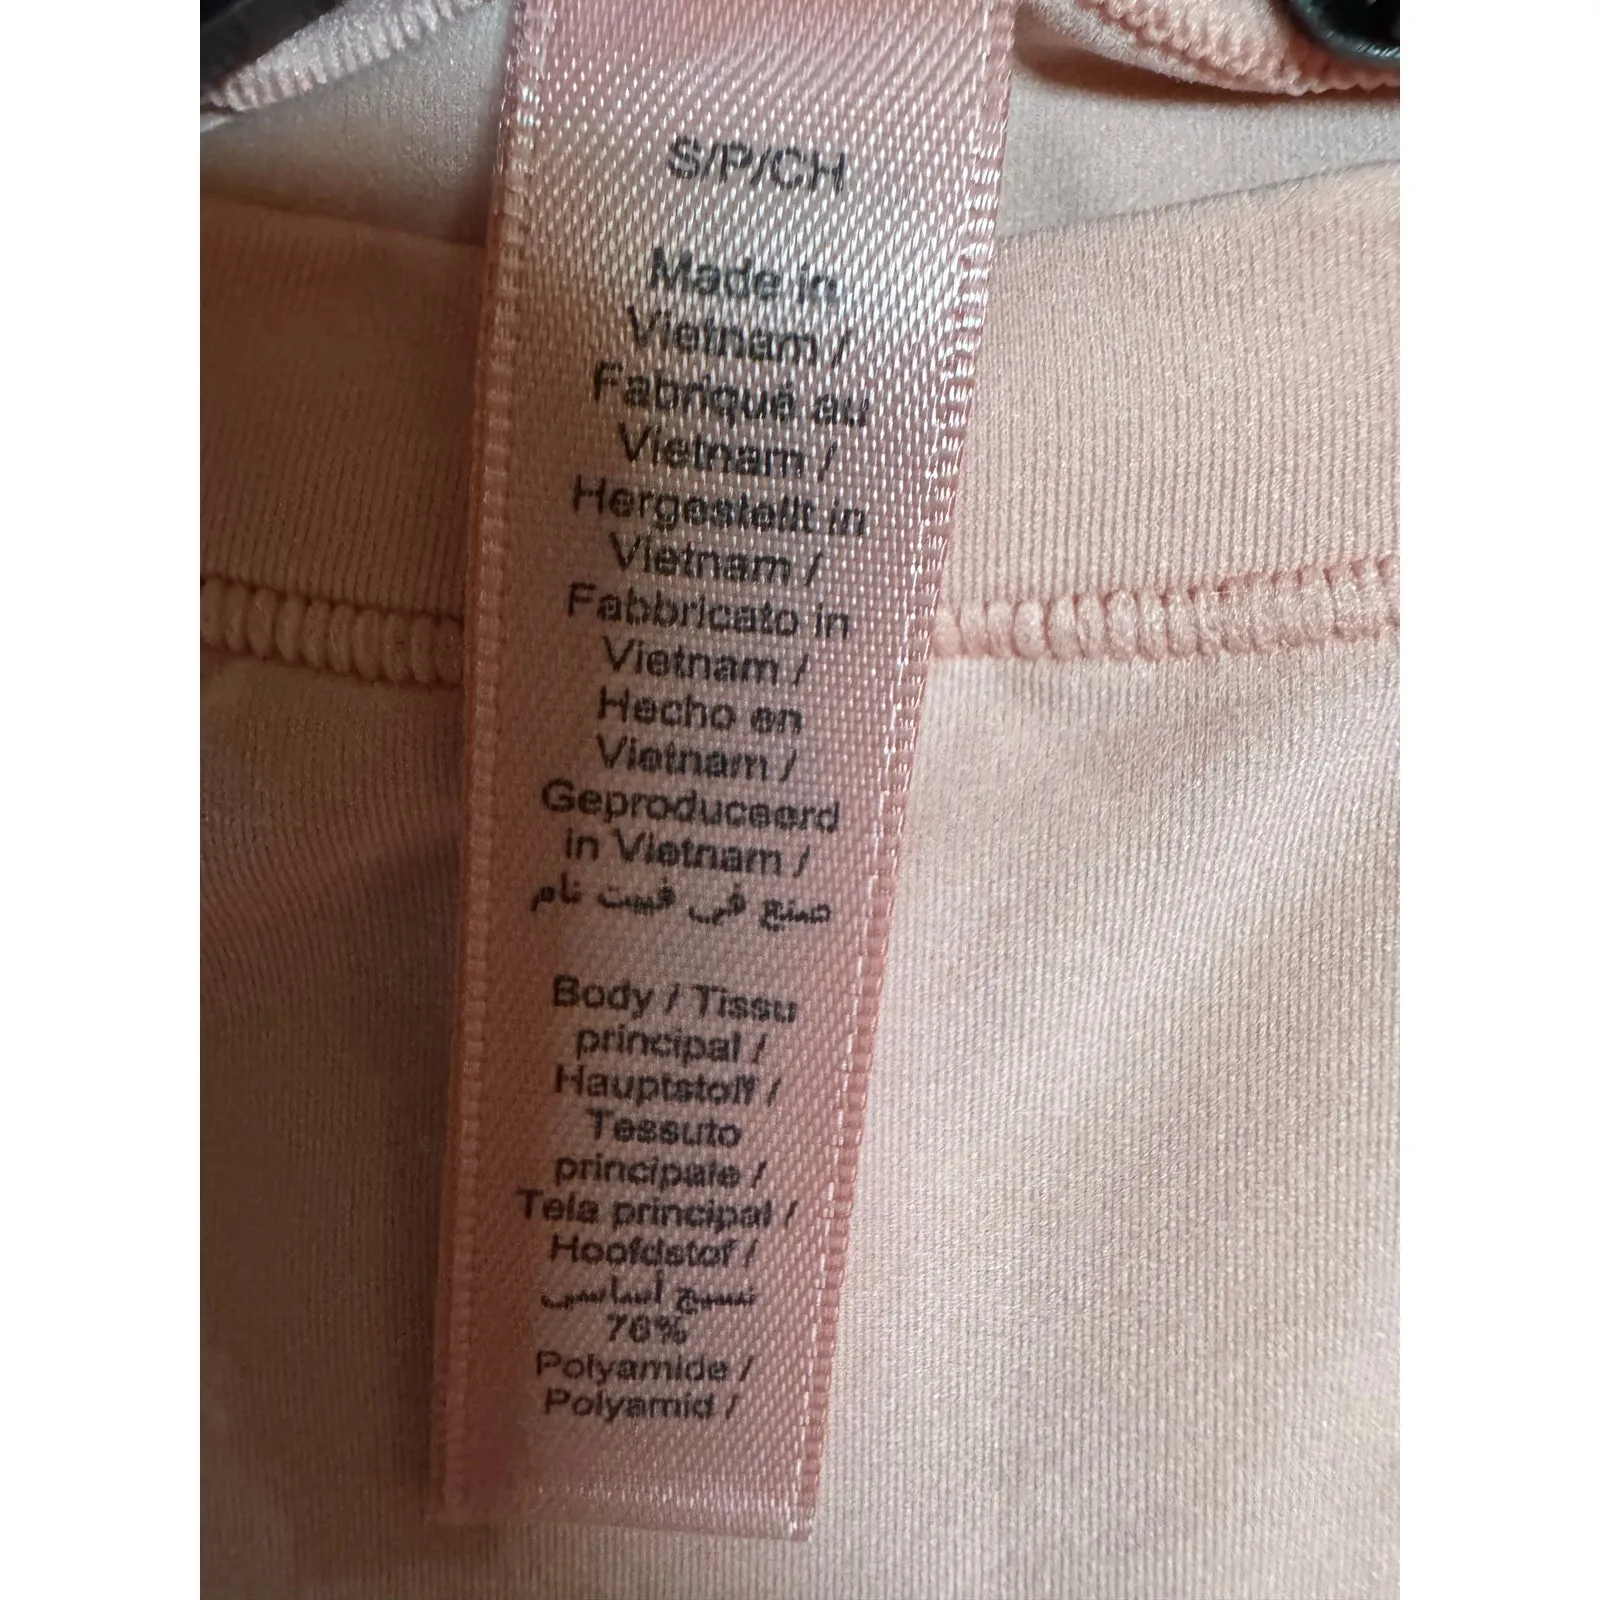 S/P/CH
Made in
Vietnam /
Fabriqué au
Vietnam /
Hergestellt in
Vietnam /
Fabbricato in
Vietnam /
Hecho en
Vietnam /
Geproduceerd
in Vietnam /
صنع في فييت نام
Body / Tissu
principal /
Hauptstoff /
Tessuto
principale /
Tela principal /
Hoofdstof /
نسيج أساسي
76%
Polyamide /
Polyamid /